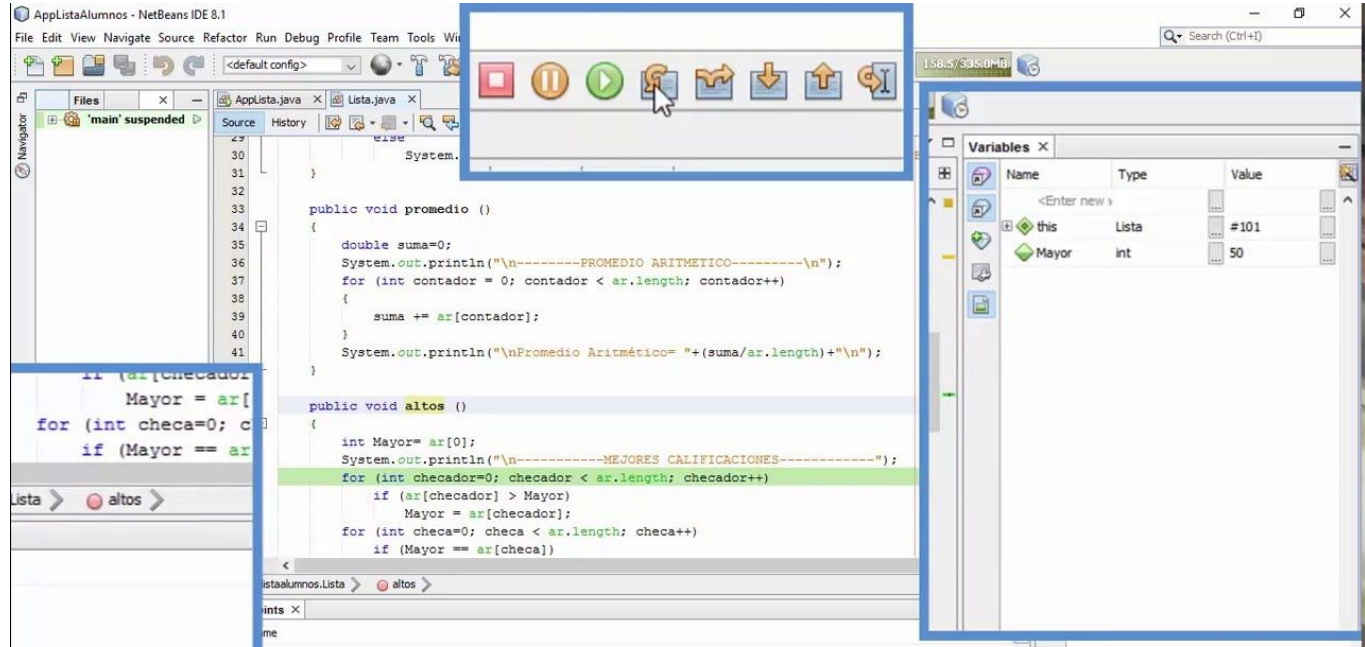 AppListaAlumnos - NetBeans IDE 8.1
File Edit View Navigate Source Refactor Run Debug Profile Team Tools
Search (Ctrl+I)
<default config>
158.5/335.0MB
Files
AppLista.java
Lista.java
Navigator
'main' suspended
Source History
29 else
30 System.
31 }
32
33 public void promedio ()
34 {
35 double suma=0;
36 System.out.println("\n--------PROMEDIO ARITMETICO---------\n");
37 for (int contador = 0; contador < ar.length; contador++)
38 {
39 suma += ar[contador];
40 }
41 System.out.println("\nPromedio Aritmético= "+(suma/ar.length)+"\n");
}
public void altos ()
{
int Mayor= ar[0];
System.out.println("\n-----------MEJORES CALIFICACIONES------------");
for (int checador=0; checador < ar.length; checador++)
if (ar[checador] > Mayor)
Mayor = ar[checador];
for (int checa=0; checa < ar.length; checa++)
if (Mayor == ar[checa])
istaalumnos.Lista altos
ints
me
if (ar[checador
Mayor = ar[
for (int checa=0; c
if (Mayor == ar
Lista altos
Variables
Name Type Value
<Enter new
this Lista #101
Mayor int 50